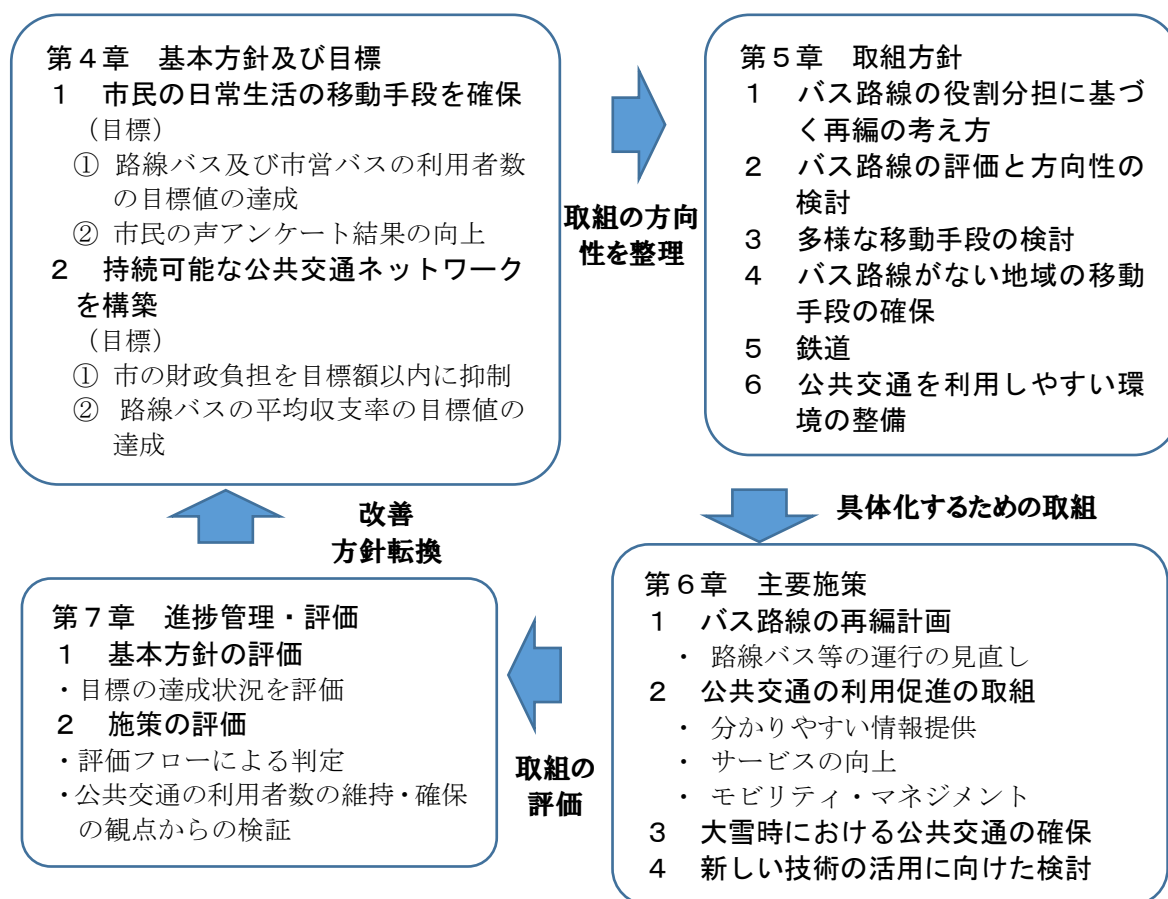 第4章　基本方針及び目標
１　市民の日常生活の移動手段を確保
（目標）
① 路線バス及び市営バスの利用者数
の目標値の達成
② 市民の声アンケート結果の向上
２　持続可能な公共交通ネットワーク
を構築
（目標）
① 市の財政負担を目標額以内に抑制
② 路線バスの平均収支率の目標値の
達成
取組の方向
性を整理
第５章　取組方針
１　バス路線の役割分担に基づ
く再編の考え方
２　バス路線の評価と方向性の
検討
３　多様な移動手段の検討
４　バス路線がない地域の移動
手段の確保
５　鉄道
６　公共交通を利用しやすい環
境の整備
具体化するための取組
第６章　主要施策
１　バス路線の再編計画
・ 路線バス等の運行の見直し
２　公共交通の利用促進の取組
・ 分かりやすい情報提供
・ サービスの向上
・ モビリティ・マネジメント
３　大雪時における公共交通の確保
４　新しい技術の活用に向けた検討
取組の
評価
第７章　進捗管理・評価
１　基本方針の評価
・目標の達成状況を評価
２　施策の評価
・評価フローによる判定
・公共交通の利用者数の維持・確保
の観点からの検証
改善
方針転換